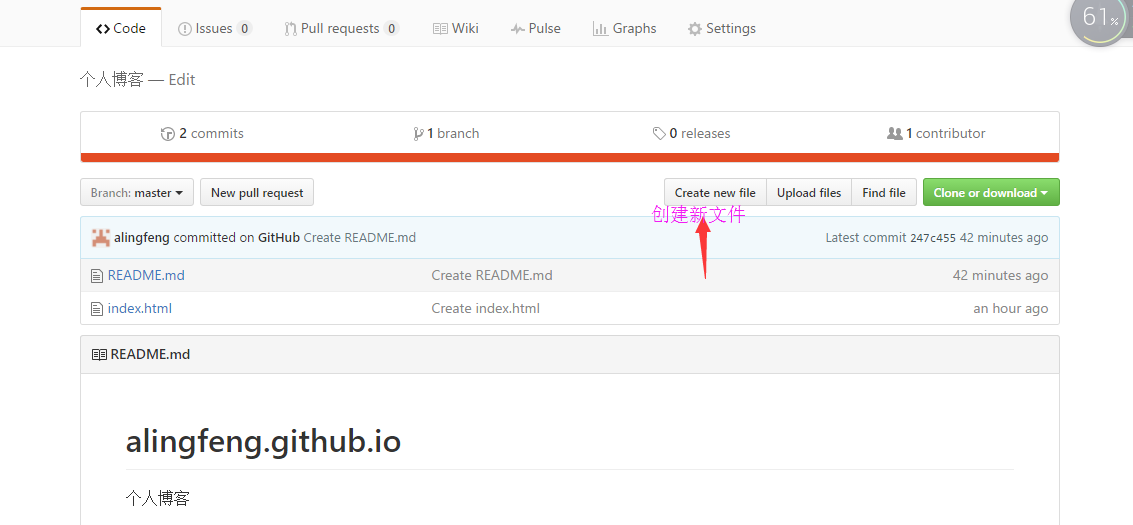 Code Issues 0 Pull requests 0 Wiki Pulse Graphs Settings 61%
个人博客 — Edit
2 commits 1 branch 0 releases 1 contributor
Branch: master New pull request Create new file Upload files Find file Clone or download
创建新文件
alingfeng committed on GitHub Create README.md Latest commit 247c455 42 minutes ago
README.md Create README.md 42 minutes ago
index.html Create index.html an hour ago
README.md
alingfeng.github.io
个人博客